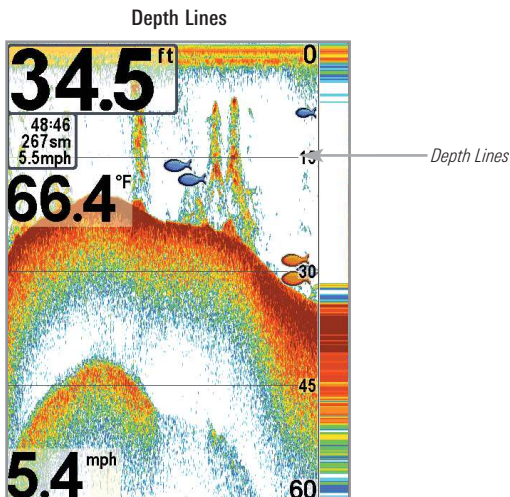 Depth Lines
34.5 ft
0
48:46
267sm
5.5mph
15
Depth Lines
66.4 °F
30
45
5.4 mph
60